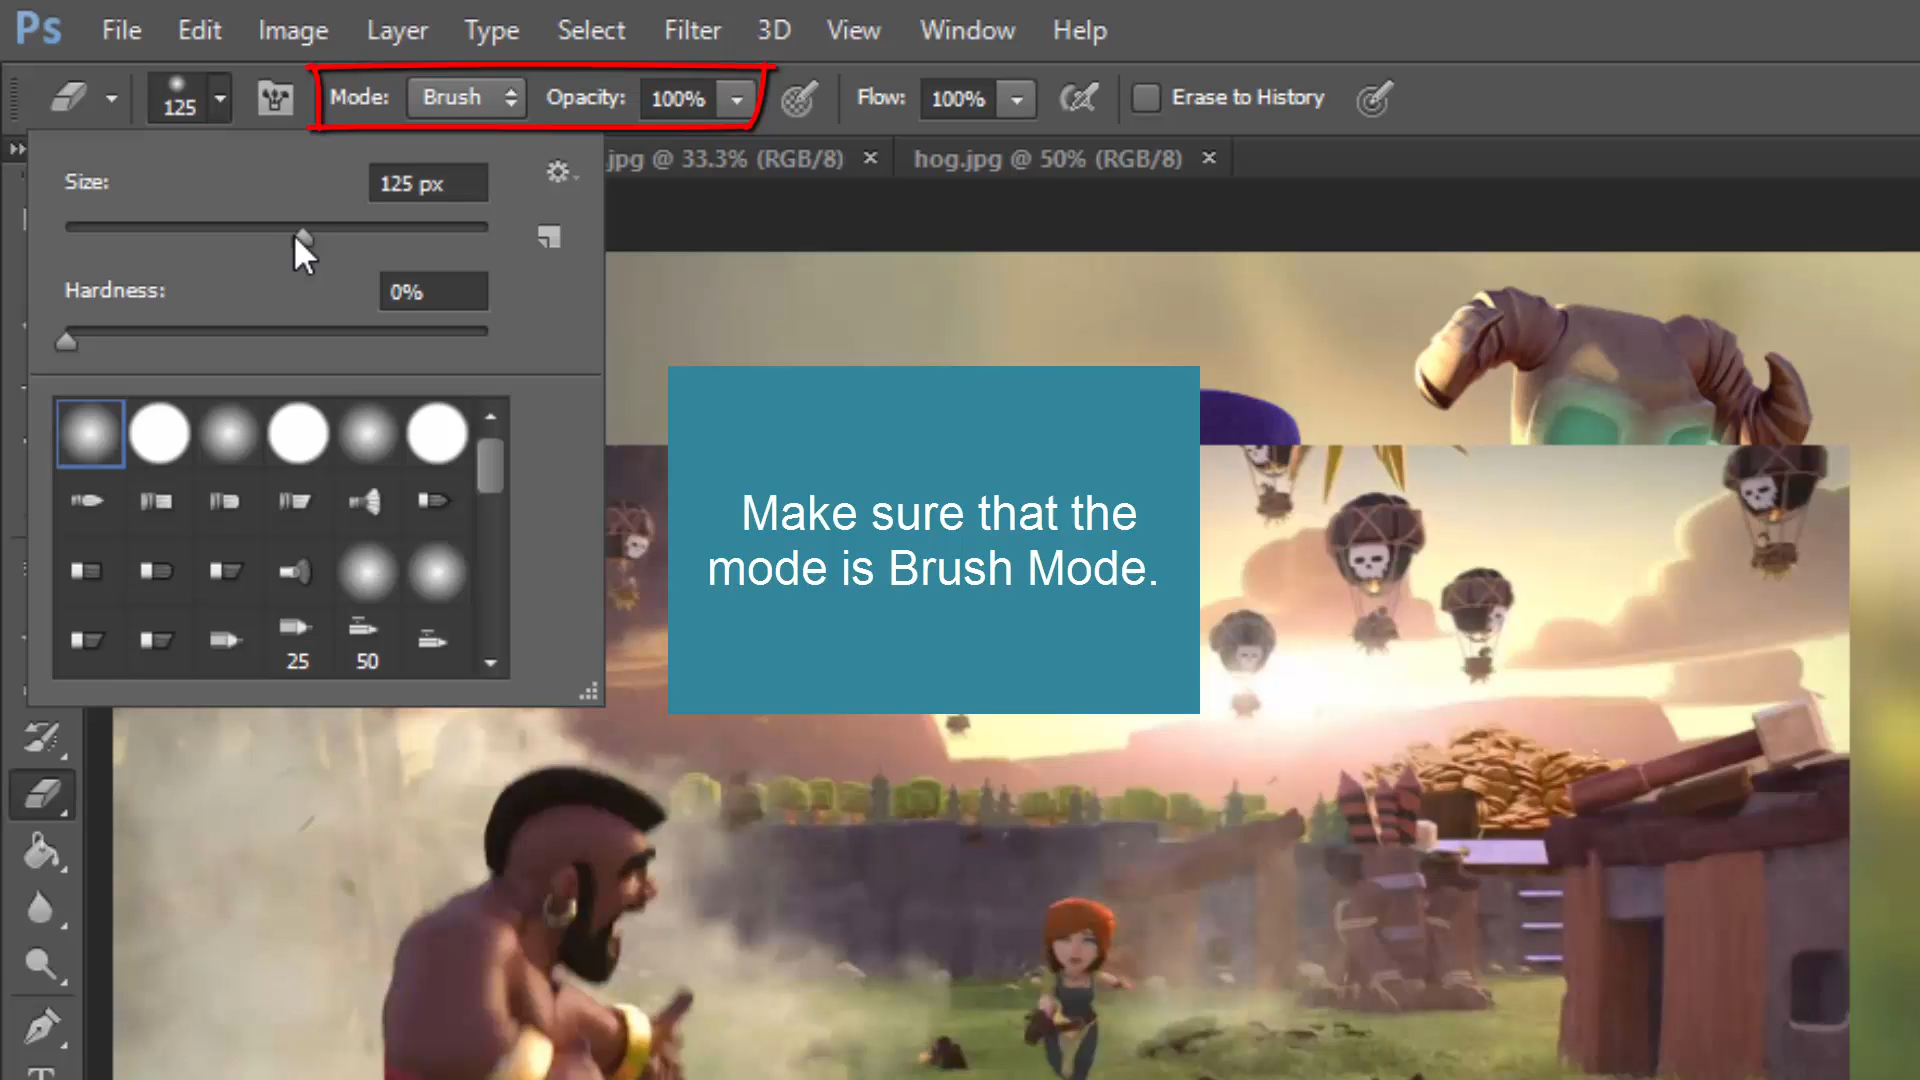 Ps File Edit Image Layer Type Select Filter 3D View Window Help
125 Mode: Brush Opacity: 100% Flow: 100% Erase to History
.jpg @ 33.3% (RGB/8) × hog.jpg @ 50% (RGB/8) ×
Size: 125 px
Hardness: 0%
25 50
Make sure that the
mode is Brush Mode.
T